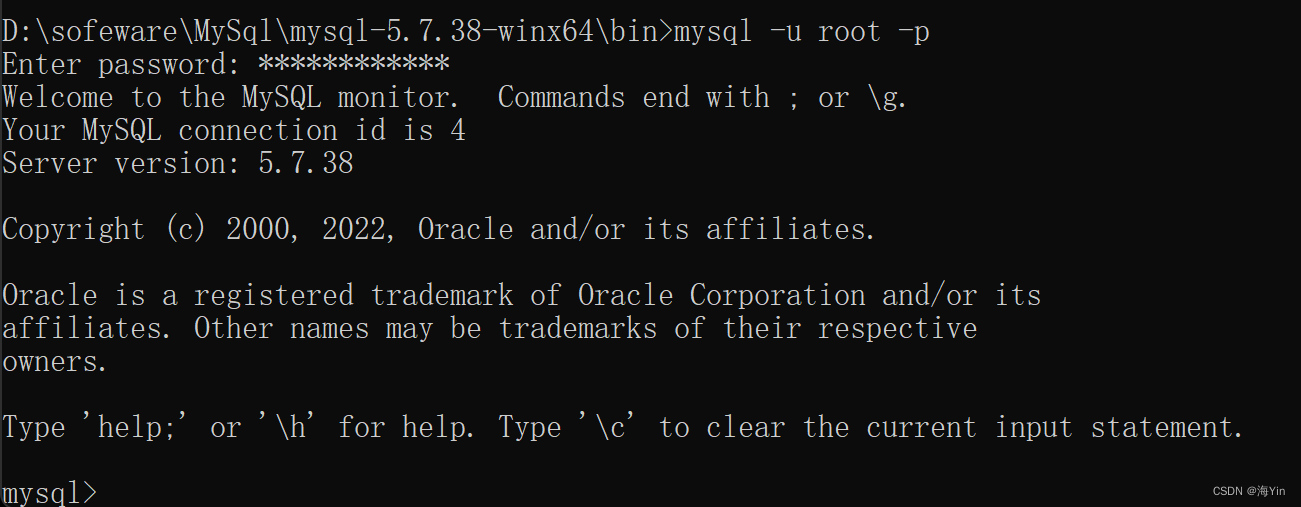 D:\sofeware\MySql\mysql-5.7.38-winx64\bin>mysql -u root -p
Enter password: ************
Welcome to the MySQL monitor.  Commands end with ; or \g.
Your MySQL connection id is 4
Server version: 5.7.38
Copyright (c) 2000, 2022, Oracle and/or its affiliates.
Oracle is a registered trademark of Oracle Corporation and/or its
affiliates. Other names may be trademarks of their respective
owners.
Type 'help;' or '\h' for help. Type '\c' to clear the current input statement.
mysql>
CSDN @海Yin